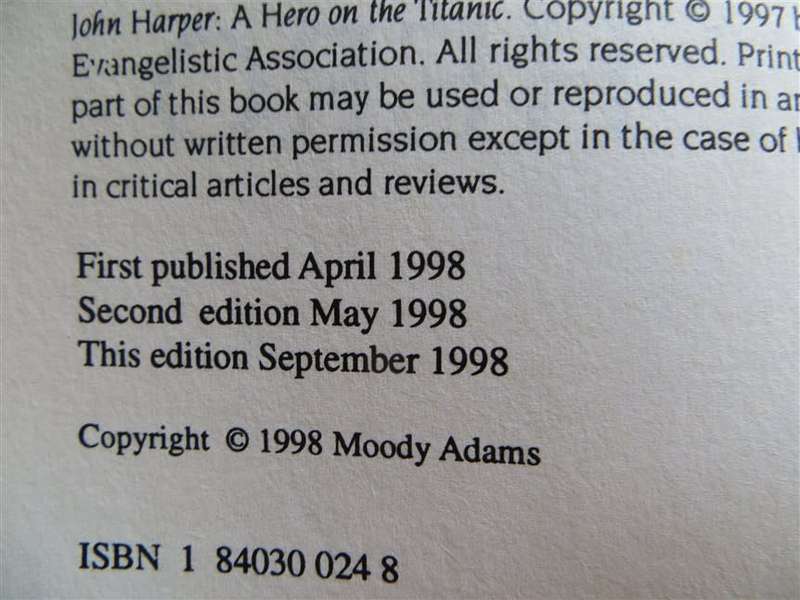 John Harper: A Hero on the Titanic. Copyright © 1997
Evangelistic Association. All rights reserved.
part of this book may be used or reproduced in
without written permission except in the case of
in critical articles and reviews.
First published April 1998
Second edition May 1998
This edition September 1998
Copyright © 1998 Moody Adams
ISBN 1 84030 024 8